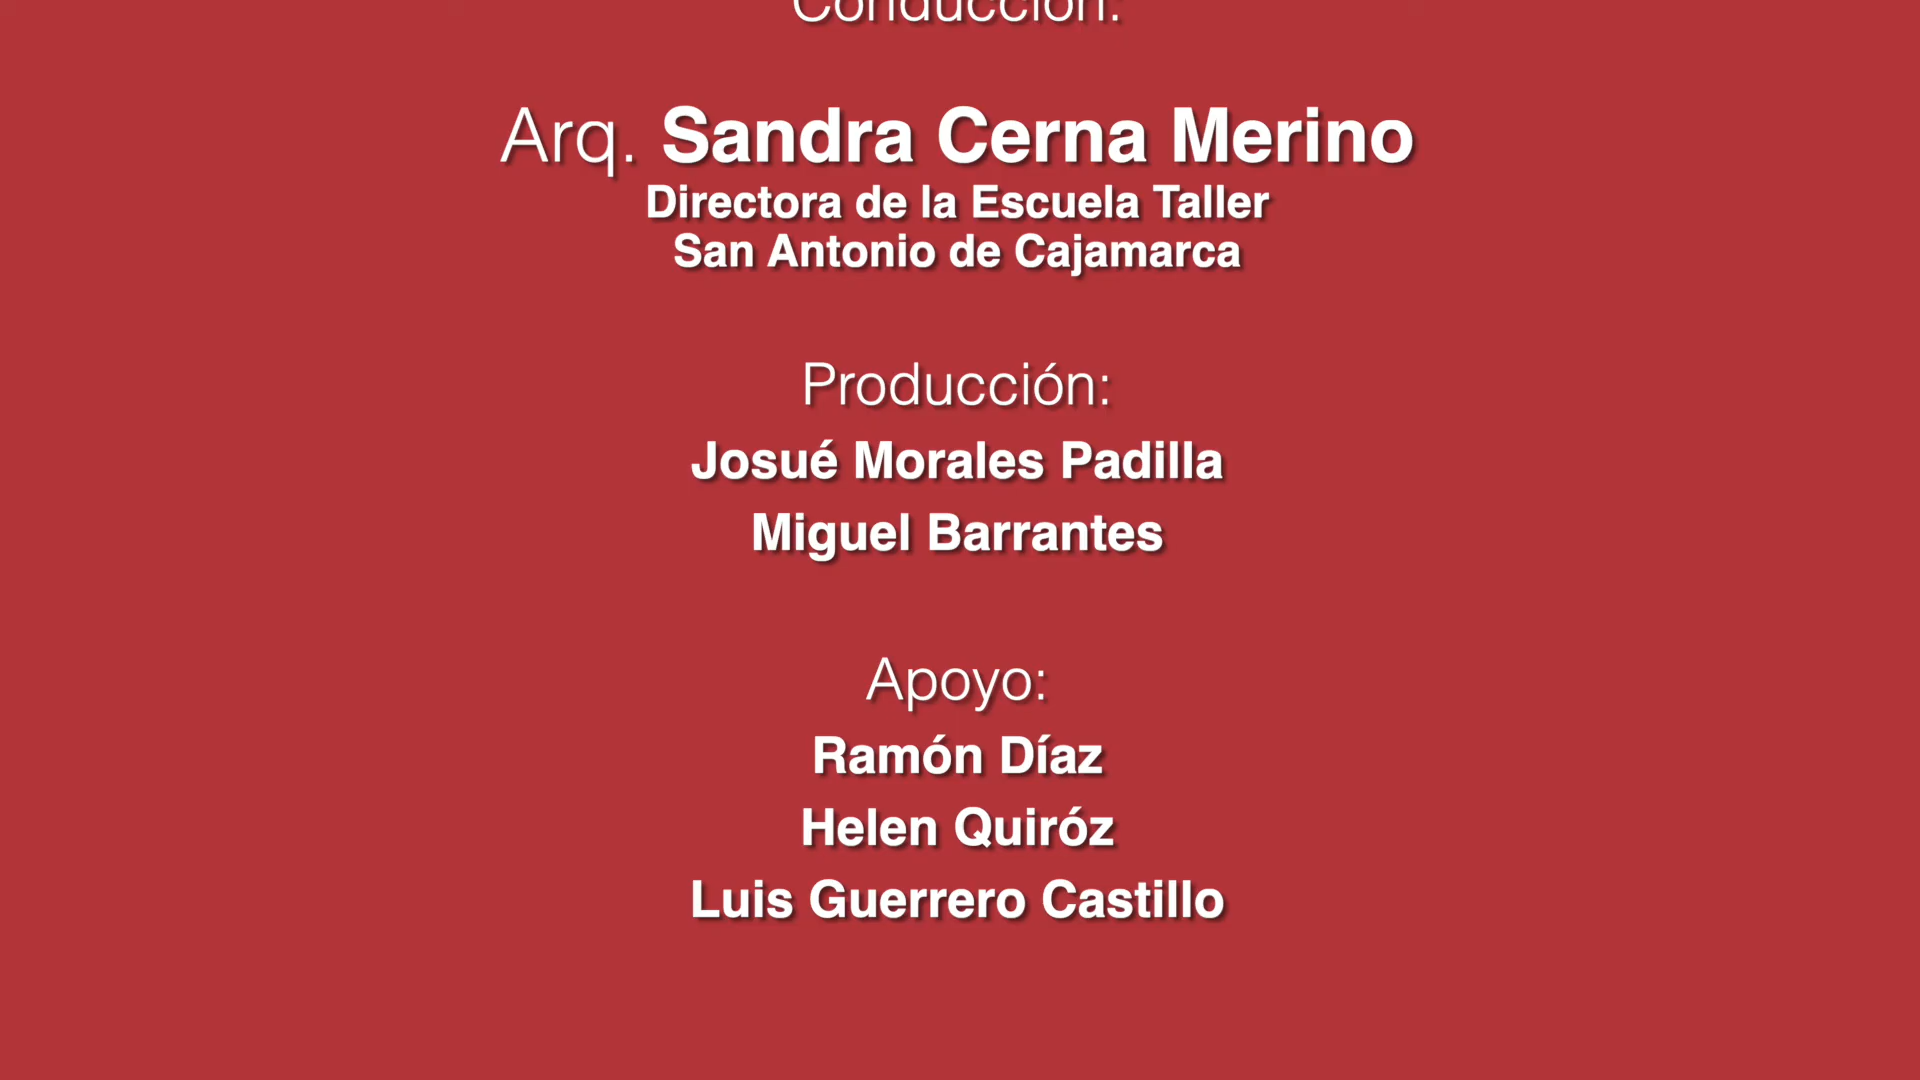 Conducción:
Arq. Sandra Cerna Merino
Directora de la Escuela Taller
San Antonio de Cajamarca
Producción:
Josué Morales Padilla
Miguel Barrantes
Apoyo:
Ramón Díaz
Helen Quiróz
Luis Guerrero Castillo